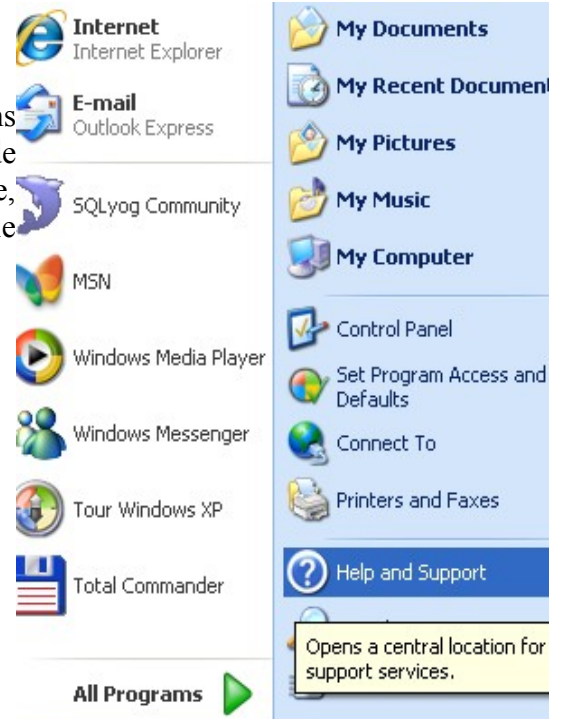 Internet
Internet Explorer
E-mail
Outlook Express
SQLyog Community
MSN
Windows Media Player
Windows Messenger
Tour Windows XP
Total Commander
All Programs
My Documents
My Recent Document
My Pictures
My Music
My Computer
Control Panel
Set Program Access and
Defaults
Connect To
Printers and Faxes
Help and Support
Opens a central location for
support services.